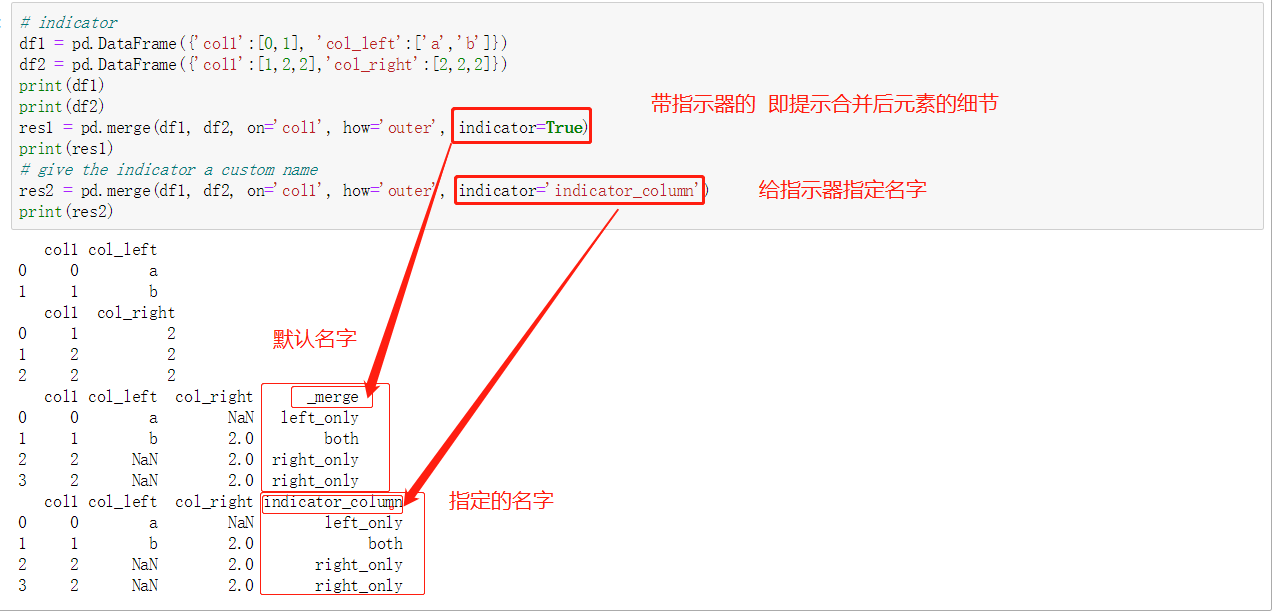 # indicator
df1 = pd.DataFrame({'col1':[0,1], 'col_left':['a','b']})
df2 = pd.DataFrame({'col1':[1,2,2],'col_right':[2,2,2]})
print(df1)
print(df2)
带指示器的 即提示合并后元素的细节
res1 = pd.merge(df1, df2, on='col1', how='outer', indicator=True)
print(res1)
# give the indicator a custom name
res2 = pd.merge(df1, df2, on='col1', how='outer', indicator='indicator_column')
给指示器指定名字
print(res2)
col1 col_left
0 0 a
1 1 b
col1 col_right
0 1 2
默认名字
1 2 2
2 2 2
col1 col_left col_right _merge
0 0 a NaN left_only
1 1 b 2.0 both
2 2 NaN 2.0 right_only
3 2 NaN 2.0 right_only
col1 col_left col_right indicator_column
指定的名字
0 0 a NaN left_only
1 1 b 2.0 both
2 2 NaN 2.0 right_only
3 2 NaN 2.0 right_only